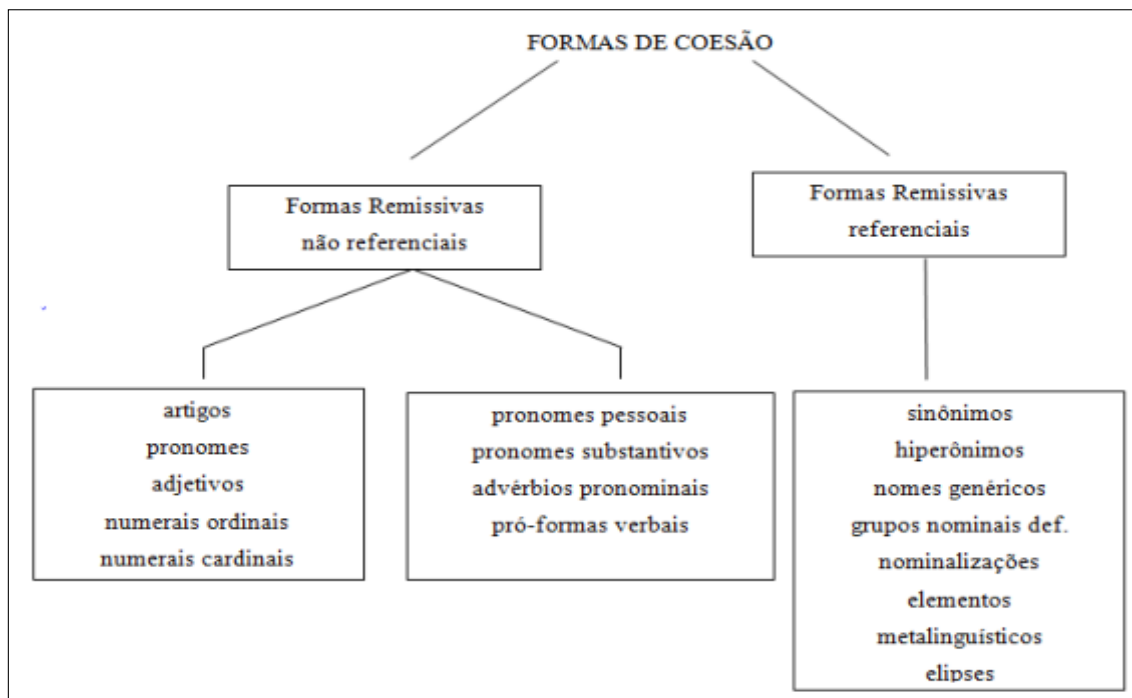 FORMAS DE COESÃO
Formas Remissivas
não referenciais
Formas Remissivas
referenciais
artigos
pronomes
adjetivos
numerais ordinais
numerais cardinais
pronomes pessoais
pronomes substantivos
advérbios pronominais
pró-formas verbais
sinônimos
hiperônimos
nomes genéricos
grupos nominais def.
nominalizações
elementos
metalinguísticos
elipses